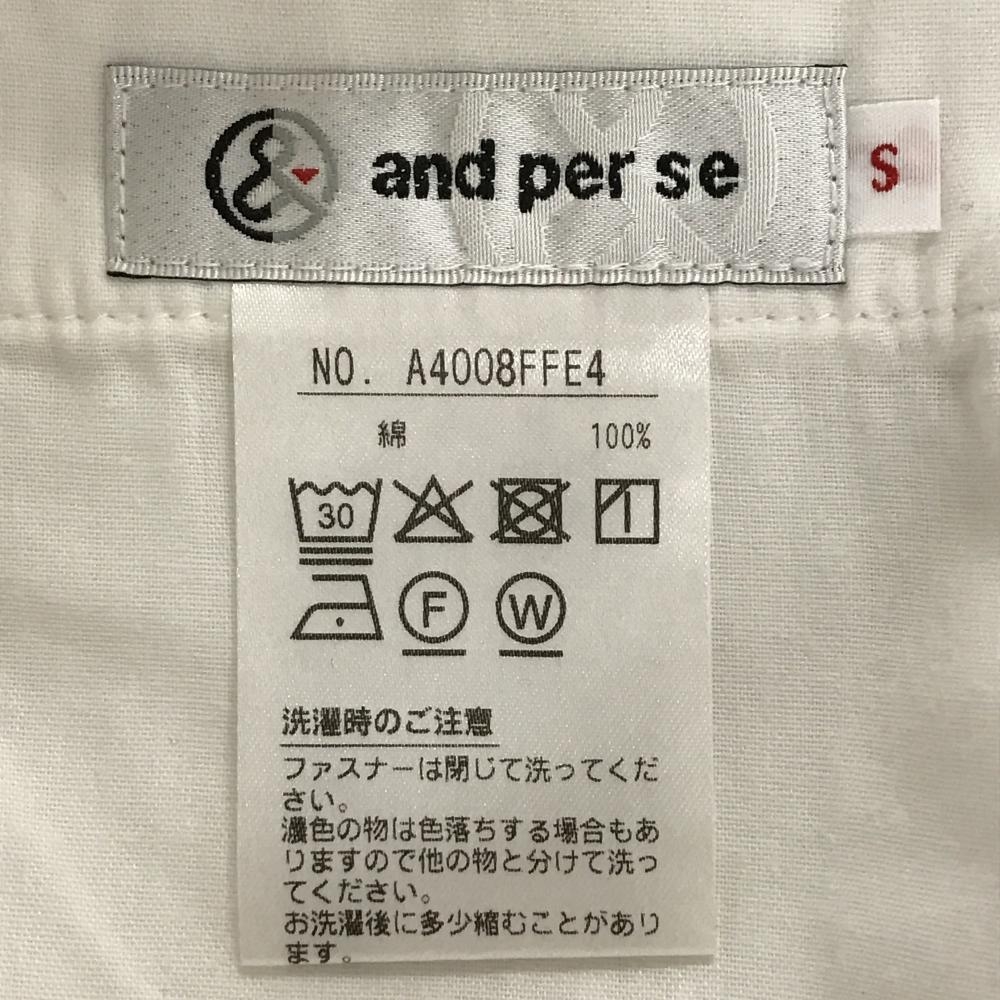 and per se
S
NO. A4008FFE4
綿 100%
30
F W
洗濯時のご注意
ファスナーは閉じて洗ってくだ
さい。
濃色の物は色落ちする場合もあ
りますので他の物と分けて洗っ
てください。
お洗濯後に多少縮むことがあり
ます。